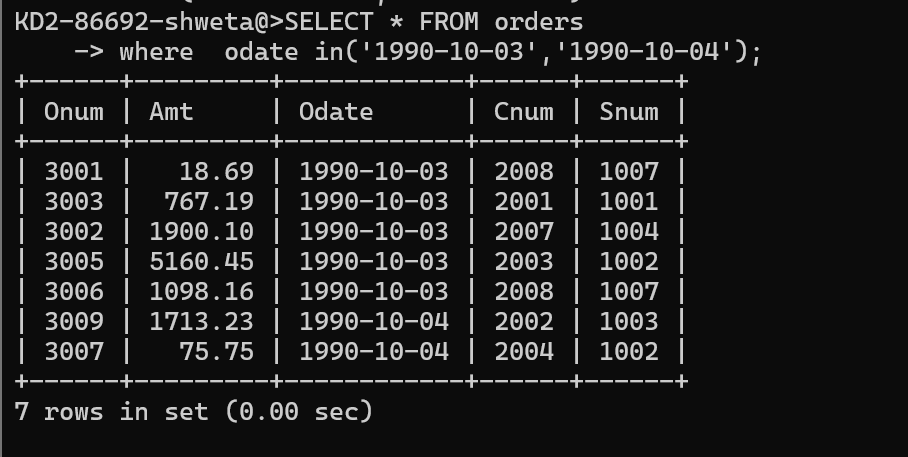 KD2-86692-shweta@>SELECT * FROM orders
    -> where  odate in('1990-10-03','1990-10-04');
+------+---------+------------+------+------+
| Onum | Amt     | Odate      | Cnum | Snum |
+------+---------+------------+------+------+
| 3001 |   18.69 | 1990-10-03 | 2008 | 1007 |
| 3003 |  767.19 | 1990-10-03 | 2001 | 1001 |
| 3002 | 1900.10 | 1990-10-03 | 2007 | 1004 |
| 3005 | 5160.45 | 1990-10-03 | 2003 | 1002 |
| 3006 | 1098.16 | 1990-10-03 | 2008 | 1007 |
| 3009 | 1713.23 | 1990-10-04 | 2002 | 1003 |
| 3007 |   75.75 | 1990-10-04 | 2004 | 1002 |
+------+---------+------------+------+------+
7 rows in set (0.00 sec)